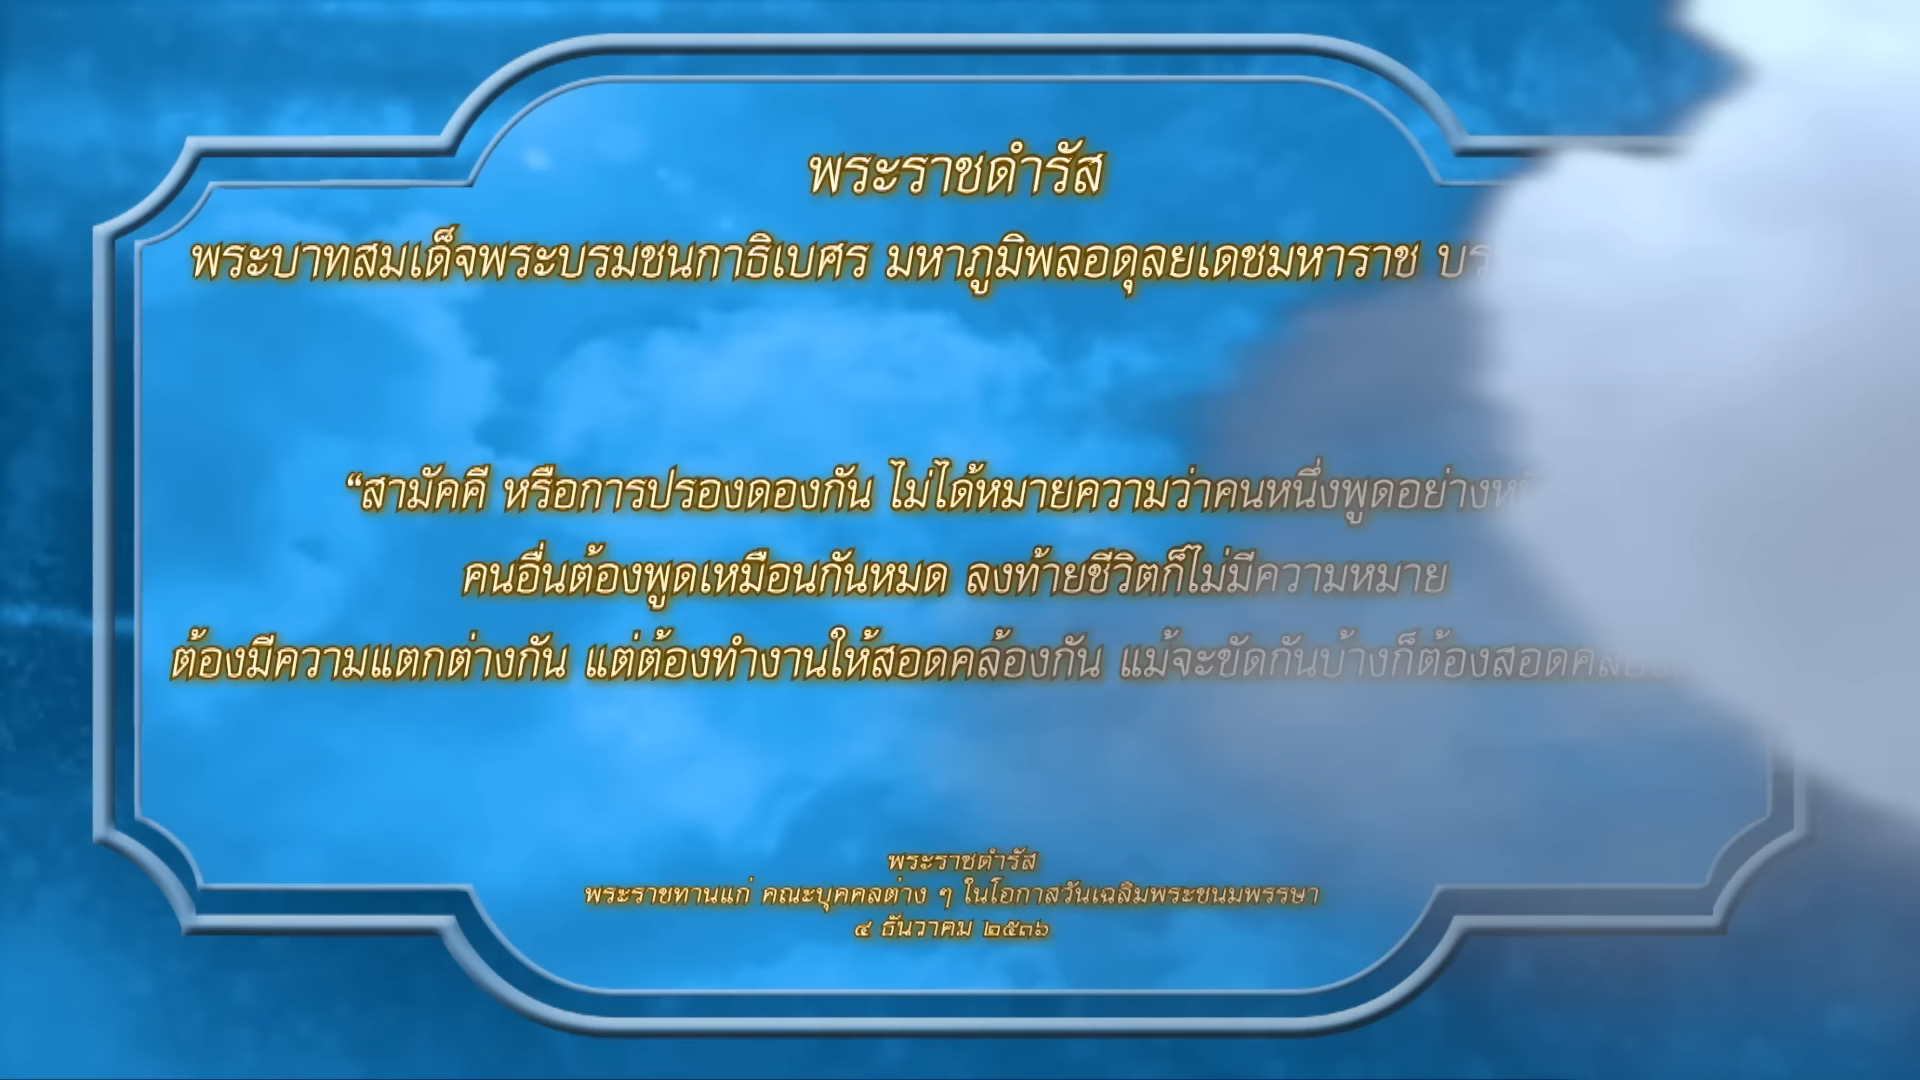 พระราชดำรัส
พระบาทสมเด็จพระบรมชนกาธิเบศร มหาภูมิพลอดุลยเดชมหาราช
“สามัคคี หรือการปรองดองกัน ไม่ได้หมายความว่าคนหนึ่งพูดอย่าง
คนอื่นต้องพูดเหมือนกันหมด ลงท้ายชีวิตก็ไม่มีความหมาย
ต้องมีความแตกต่างกัน แต่ต้องทำงานให้สอดคล้องกัน แม้จะขัดกันบ้างก็ต้องสอดคล้อง
พระราชดำรัส
พระราชทานแก่ คณะบุคคลต่าง ๆ ในโอกาสวันเฉลิมพระชนมพรรษา
๔ ธันวาคม ๒๕๓๖